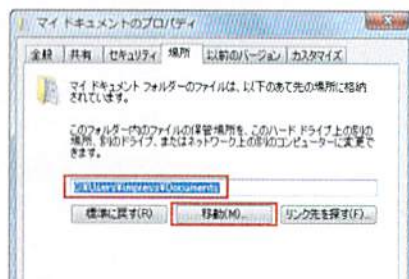 マイ ドキュメントのプロパティ
全般 共有 セキュリティ 場所 以前のバージョン カスタマイズ
マイ ドキュメント フォルダーのファイルは、以下のあて先の場所に格納
されています。
このフォルダー内のファイルの保管場所を、このハード ドライブ上の別の
場所、別のドライブ、またはネットワーク上の別のコンピューターに変更で
きます。
C:¥Users¥impress¥Documents
標準に戻す(R) 移動(M)... リンク先を探す(F)...